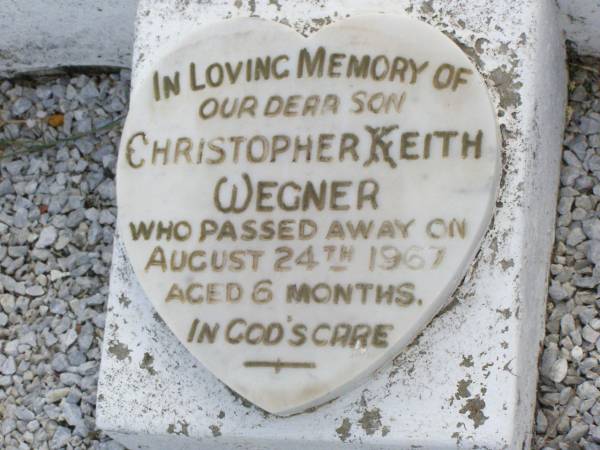 In Loving Memory of
our dear son
Christopher Keith
Wegner
who passed away on
August 24th 1967
aged 6 months.
In God's care